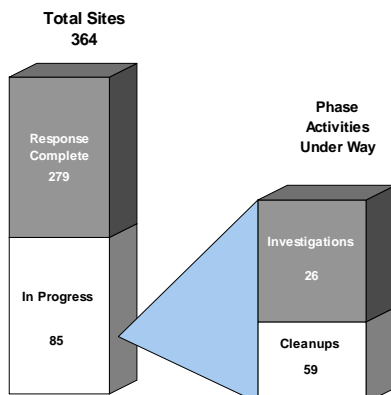 Total Sites
364
Response
Complete
279
In Progress
85
Phase
Activities
Under Way
Investigations
26
Cleanups
59